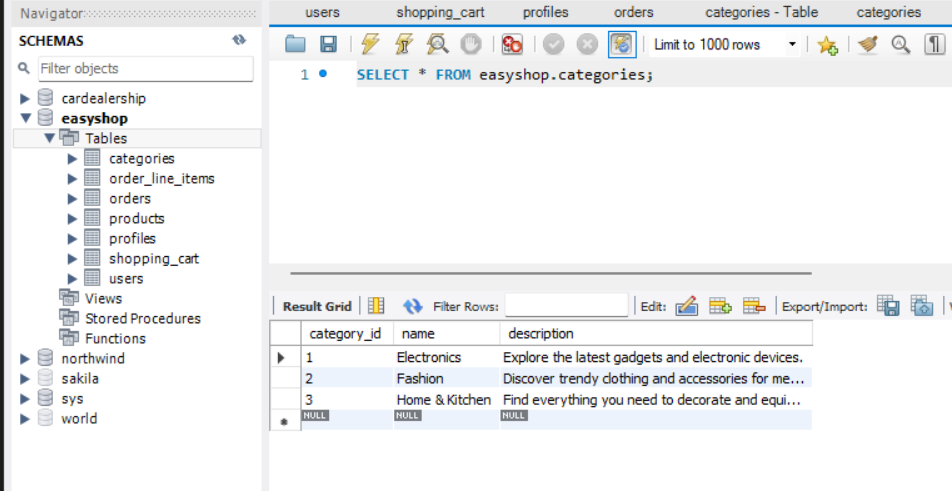 Navigator
SCHEMAS
Filter objects
cardealership
easyshop
Tables
categories
order_line_items
orders
products
profiles
shopping_cart
users
Views
Stored Procedures
Functions
northwind
sakila
sys
world
users shopping_cart profiles orders categories - Table categories
Limit to 1000 rows
1 SELECT * FROM easyshop.categories;
Result Grid Filter Rows: Edit: Export/Import:
category_id name description
1 Electronics Explore the latest gadgets and electronic devices.
2 Fashion Discover trendy clothing and accessories for me...
3 Home & Kitchen Find everything you need to decorate and equi...
NULL NULL NULL